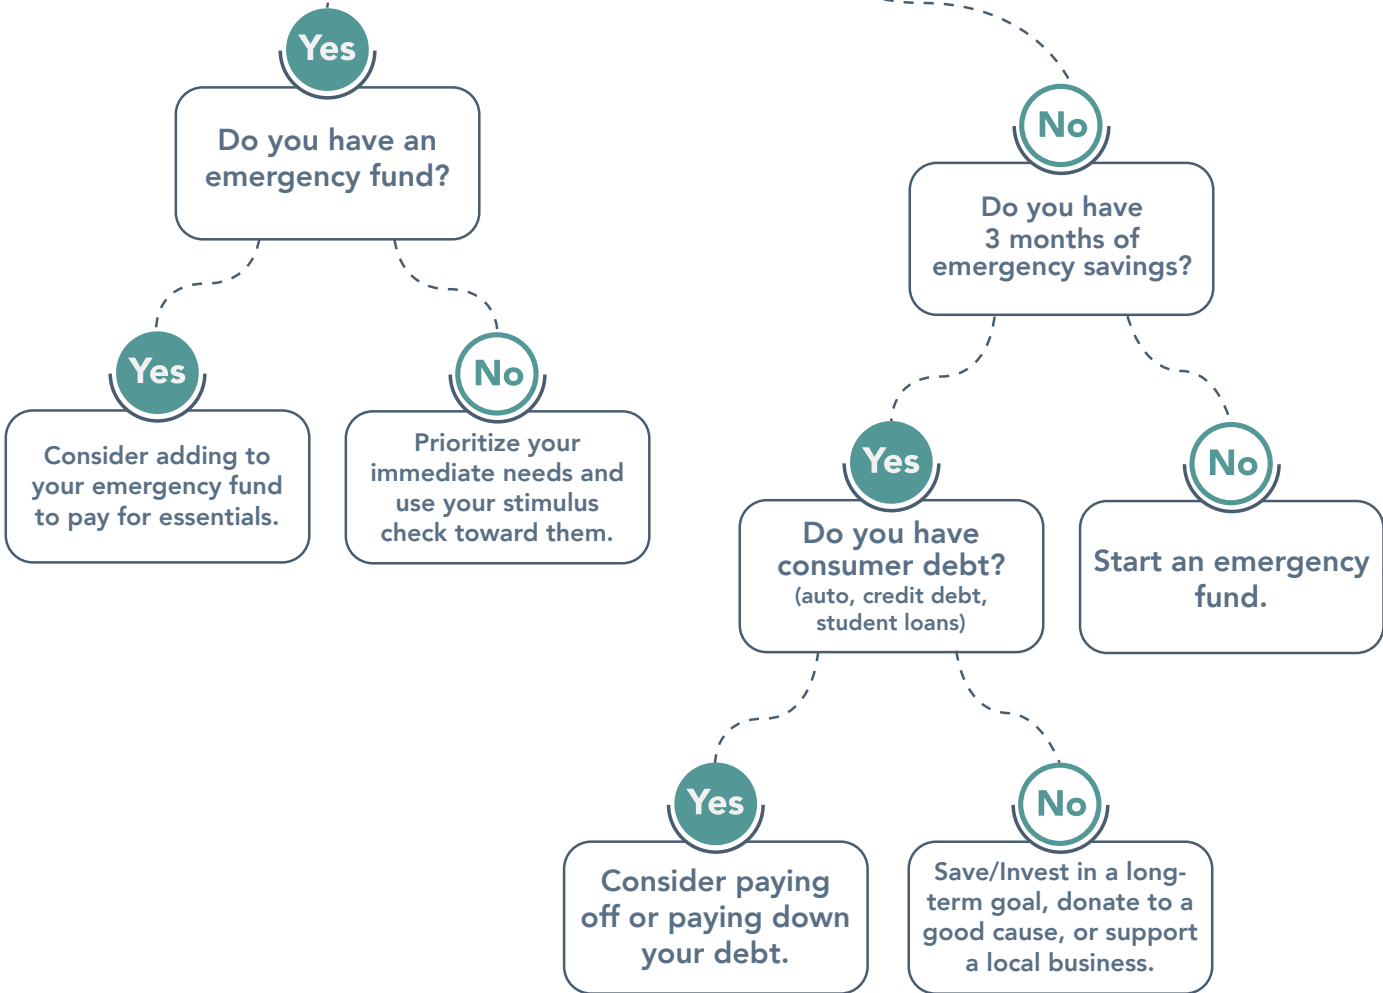 Yes
Do you have an
emergency fund?
Yes
Consider adding to
your emergency fund
to pay for essentials.
No
Prioritize your
immediate needs and
use your stimulus
check toward them.
No
Do you have
3 months of
emergency savings?
Yes
Do you have
consumer debt?
(auto, credit debt,
student loans)
No
Start an emergency
fund.
Yes
Consider paying
off or paying down
your debt.
No
Save/Invest in a long-
term goal, donate to a
good cause, or support
a local business.